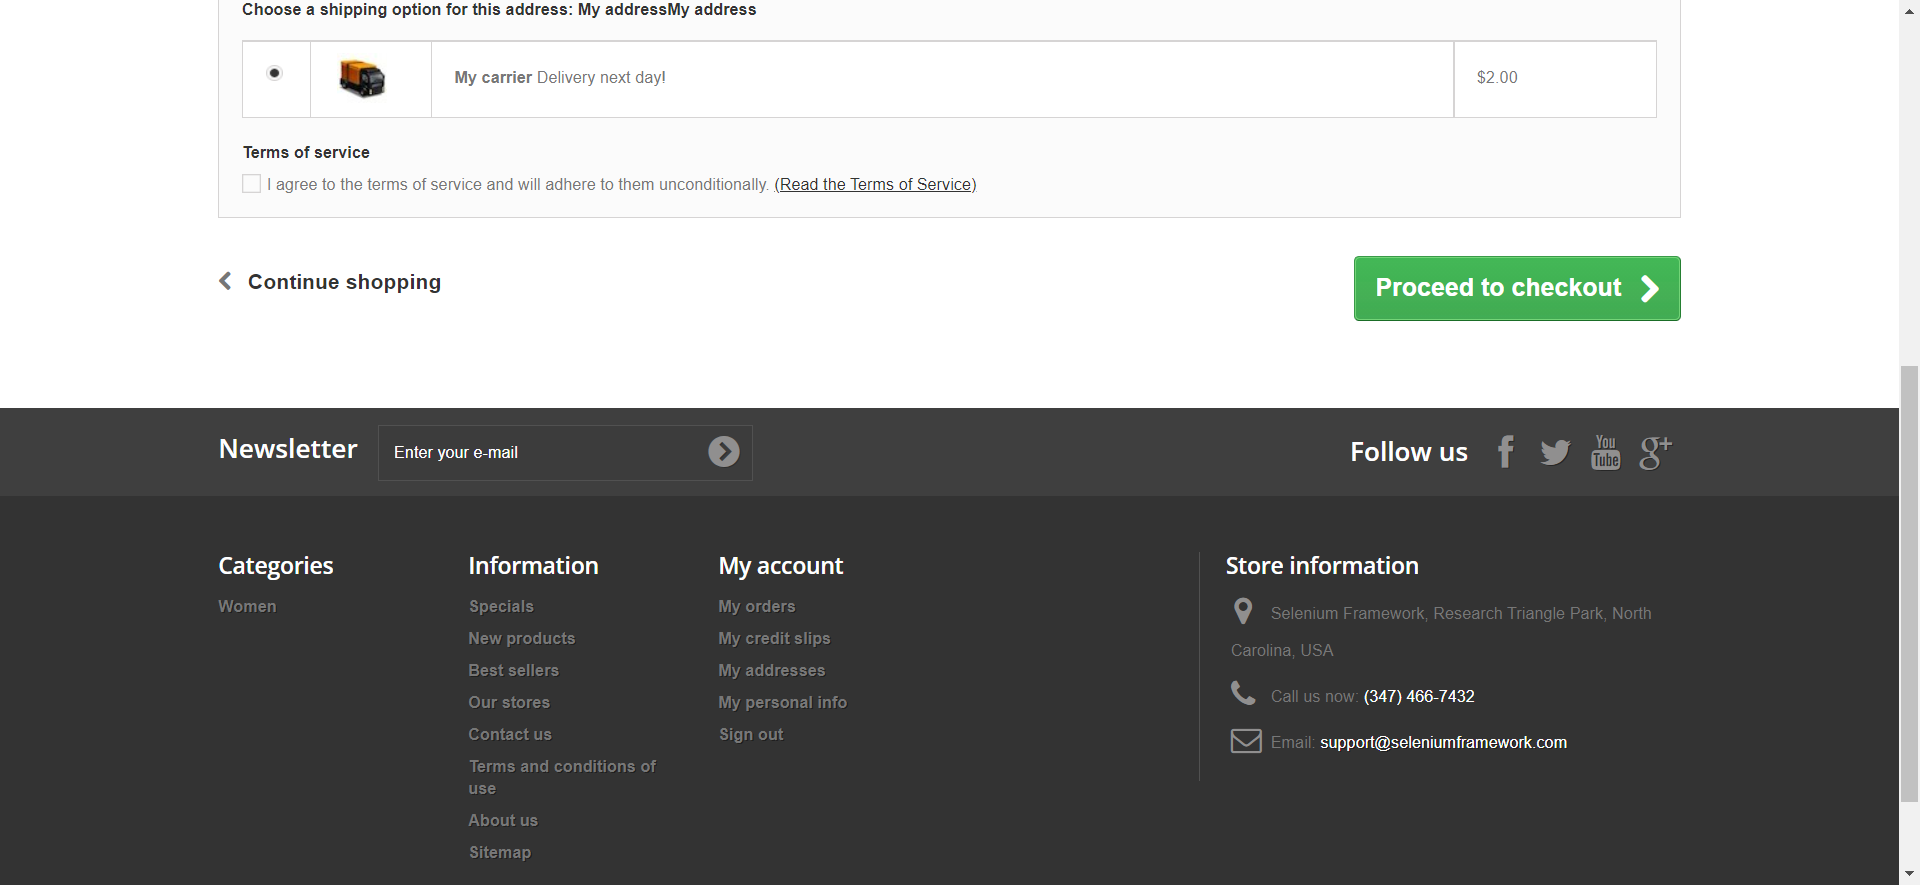 Choose a shipping option for this address: My addressMy address
My carrier Delivery next day!
$2.00
Terms of service
I agree to the terms of service and will adhere to them unconditionally. (Read the Terms of Service)
Continue shopping
Proceed to checkout
Newsletter
Enter your e-mail
Follow us
You
Tube
g+
Categories
Women
Information
Specials
New products
Best sellers
Our stores
Contact us
Terms and conditions of
use
About us
Sitemap
My account
My orders
My credit slips
My addresses
My personal info
Sign out
Store information
Selenium Framework, Research Triangle Park, North
Carolina, USA
Call us now: (347) 466-7432
Email: support@seleniumframework.com